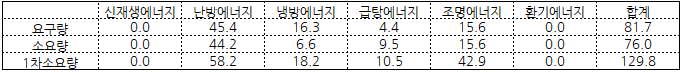 신재생에너지 난방에너지 냉방에너지 급탕에너지 조명에너지 환기에너지 합계
요구량 0.0 45.4 16.3 4.4 15.6 0.0 81.7
소요량 0.0 44.2 6.6 9.5 15.6 0.0 76.0
1차소요량 0.0 58.2 18.2 10.5 42.9 0.0 129.8